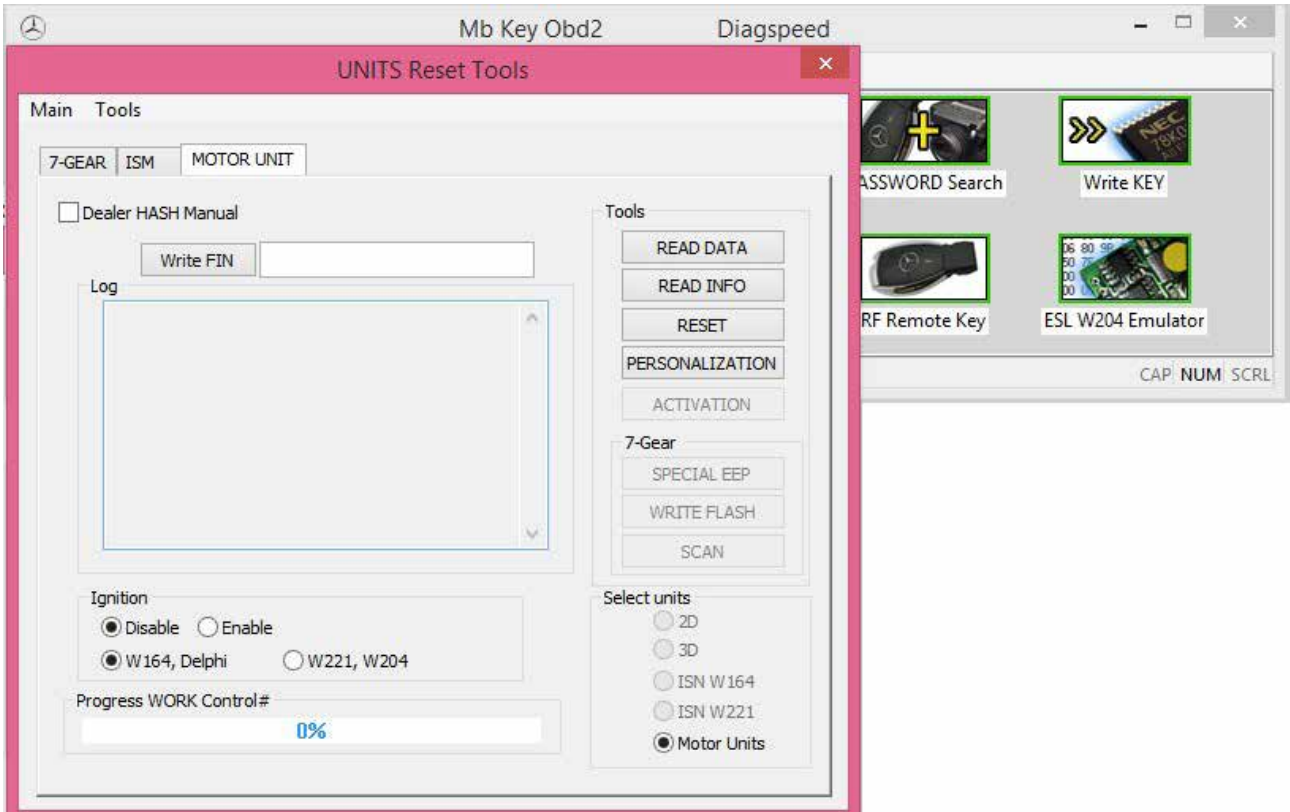 Mb Key Obd2 Diagspeed
UNITS Reset Tools
Main Tools
7-GEAR ISM MOTOR UNIT
Dealer HASH Manual
Write FIN
Log
Ignition
Disable Enable
W164, Delphi W221, W204
Progress WORK Control#
0%
Tools
READ DATA
READ INFO
RESET
PERSONALIZATION
ACTIVATION
7-Gear
SPECIAL EEP
WRITE FLASH
SCAN
Select units
2D
3D
ISN W164
ISN W221
Motor Units
NEC
78K0
ASSWORD Search
Write KEY
RF Remote Key
ESL W204 Emulator
CAP NUM SCRL